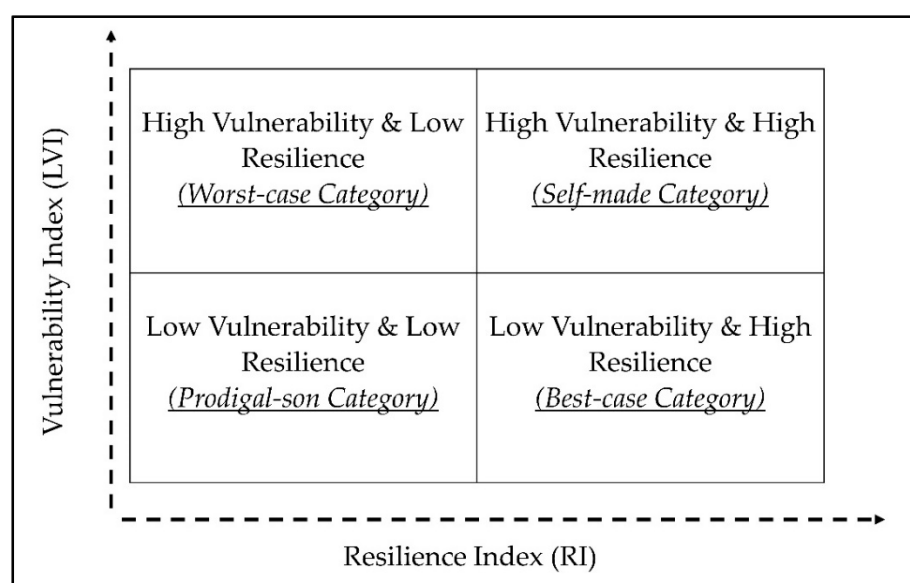 Vulnerability Index (LVI)
High Vulnerability & Low
Resilience
(Worst-case Category)
High Vulnerability & High
Resilience
(Self-made Category)
Low Vulnerability & Low
Resilience
(Prodigal-son Category)
Low Vulnerability & High
Resilience
(Best-case Category)
Resilience Index (RI)